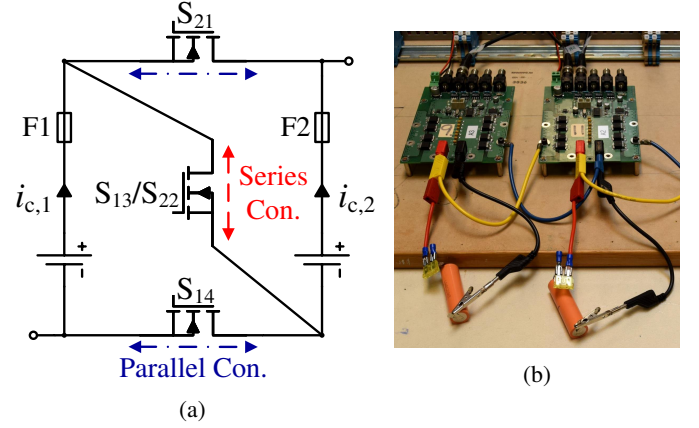 S21
F1
F2
ic,1
S13/S22
Series
Con.
ic,2
+
-
+
-
S14
Parallel Con.
(a)
(b)